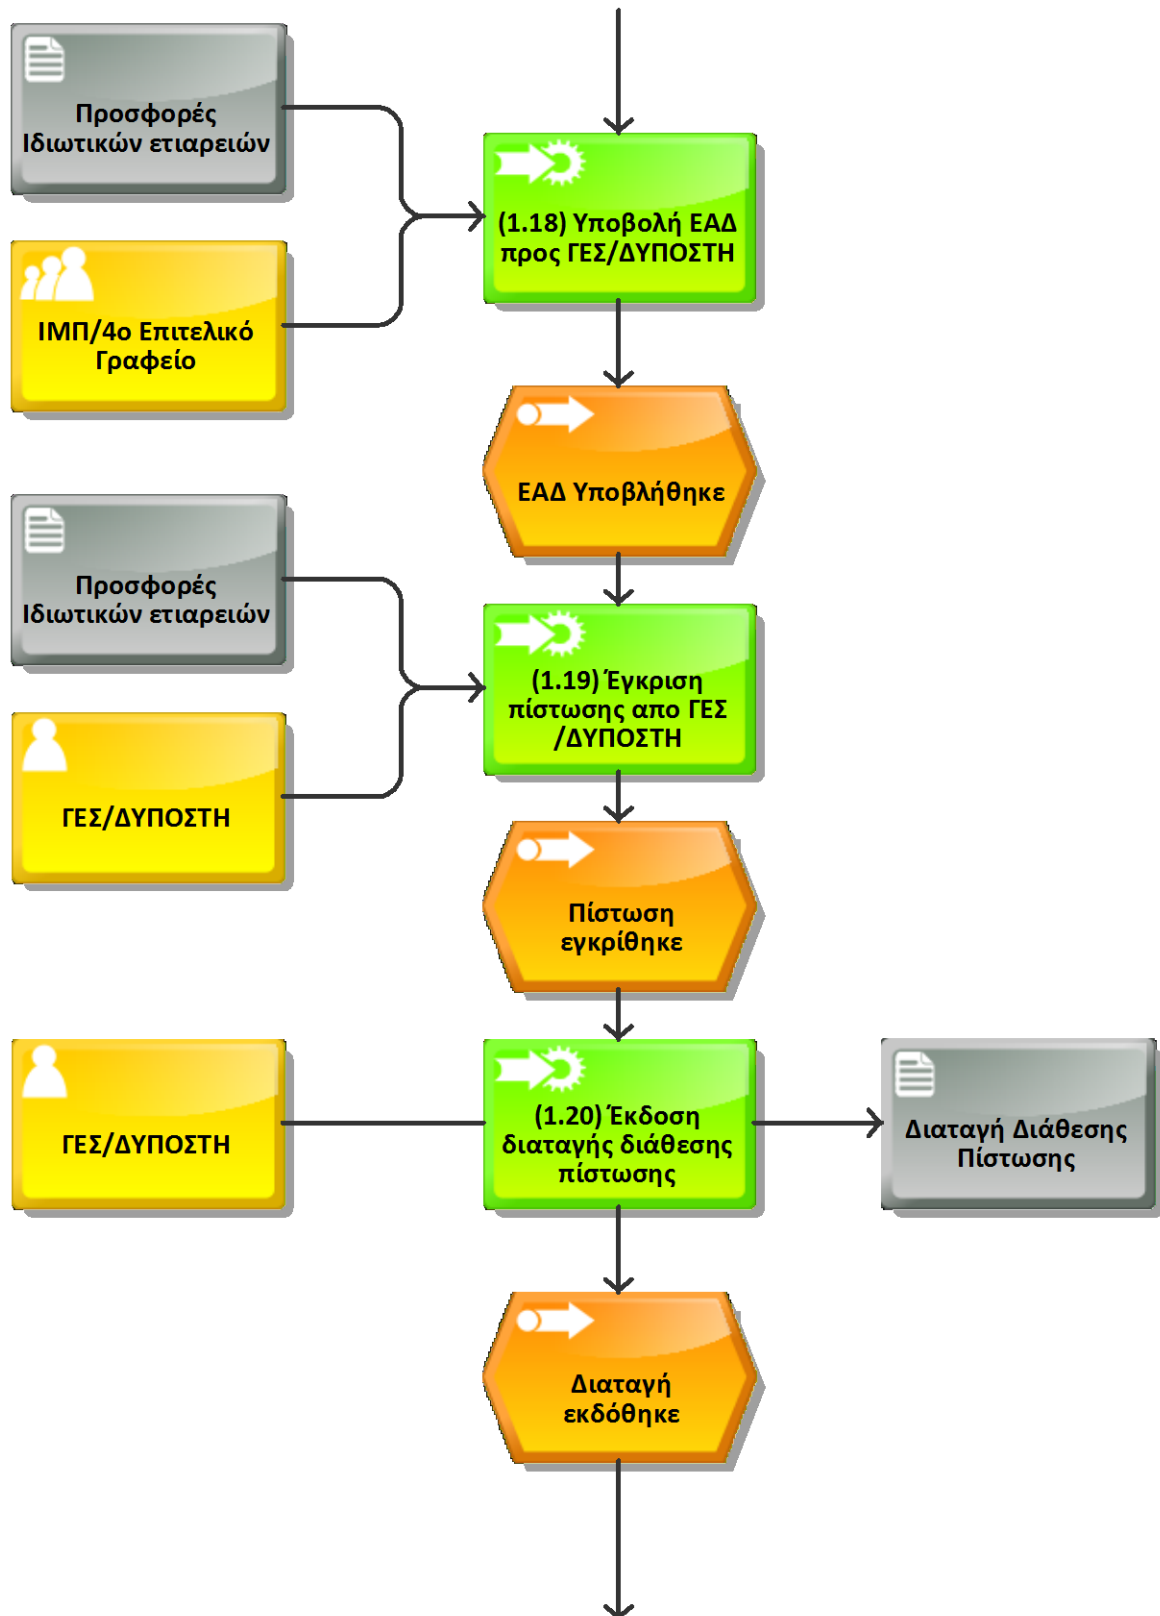 Προσφορές
Ιδιωτικών ετιαρειών
(1.18) Υποβολή ΕΑΔ
προς ΓΕΣ/ΔΥΠΟΣΤΗ
ΙΜΠ/4ο Επιτελικό
Γραφείο
ΕΑΔ Υποβλήθηκε
Προσφορές
Ιδιωτικών ετιαρειών
(1.19) Έγκριση
πίστωσης απο ΓΕΣ
/ΔΥΠΟΣΤΗ
ΓΕΣ/ΔΥΠΟΣΤΗ
Πίστωση
εγκρίθηκε
ΓΕΣ/ΔΥΠΟΣΤΗ
(1.20) Έκδοση
διαταγής διάθεσης
πίστωσης
Διαταγή Διάθεσης
Πίστωσης
Διαταγή
εκδόθηκε